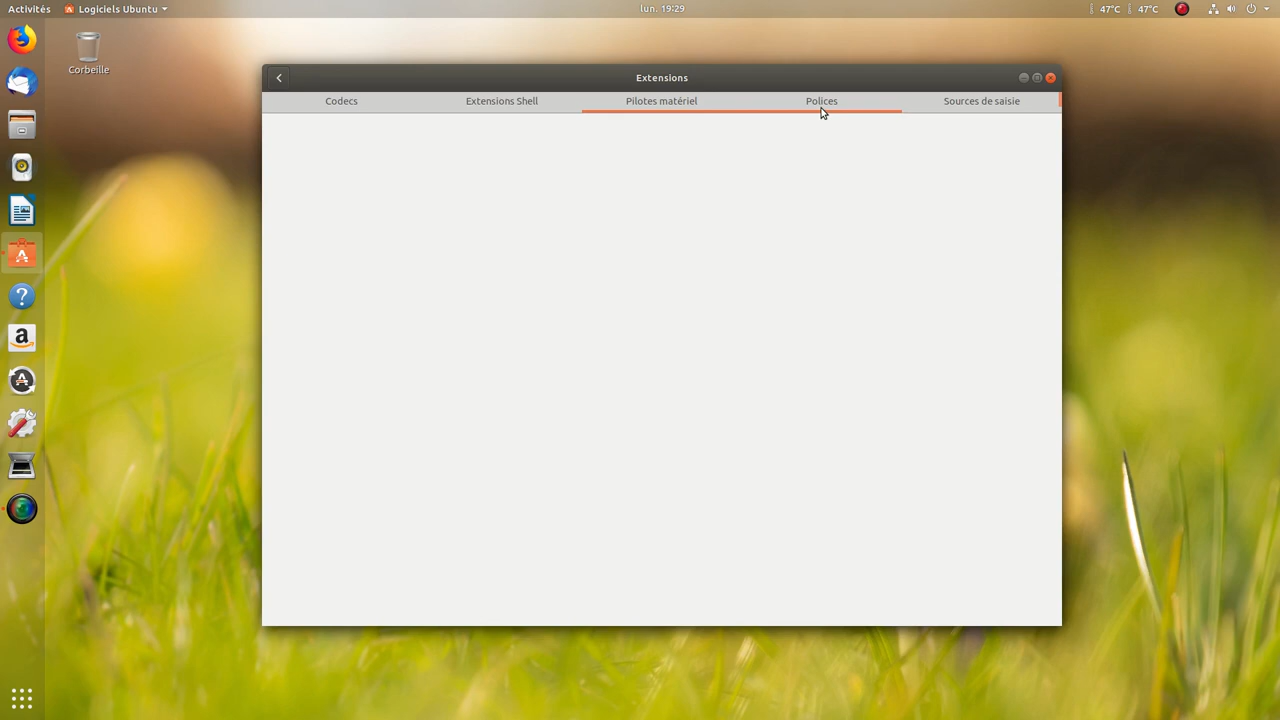 Activités
Logiciels Ubuntu
lun. 19:29
47°C
47°C
Corbeille
Extensions
Codecs
Extensions Shell
Pilotes matériel
Polices
Sources de saisie
a
?